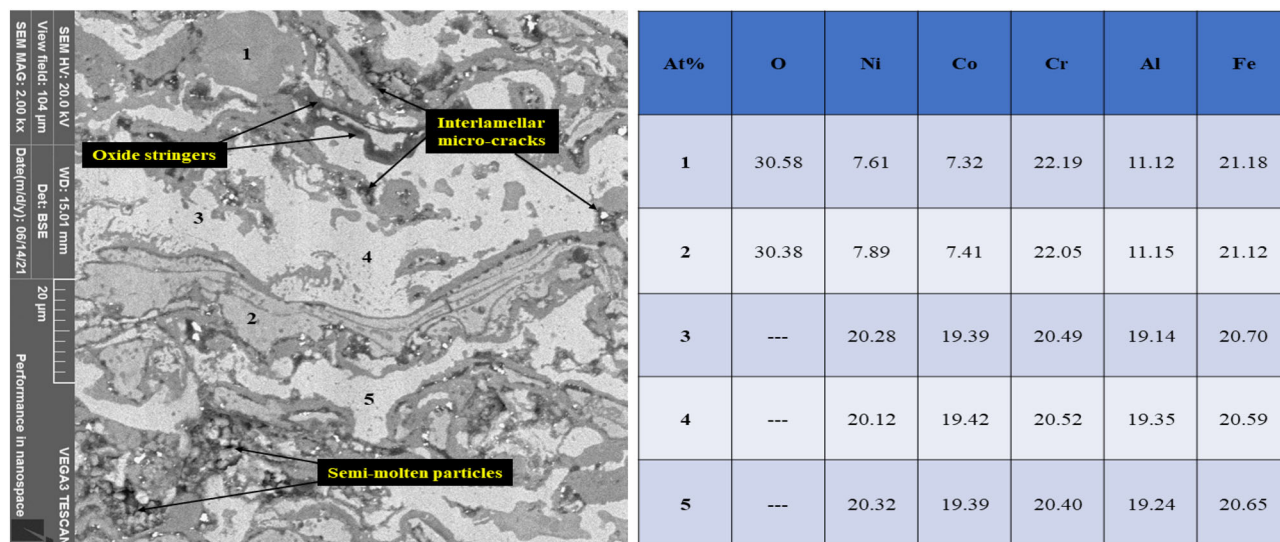 SEM HV: 20.0 kV
WD: 15.01 mm
VEGA3 TESCAN
View field: 104 µm
Det: BSE
20 µm
SEM MAG: 2.00 kx
Date(m/d/y): 06/14/21
Performance in nanospace
1
Oxide stringers
Interlamellar
micro-cracks
3
4
2
5
Semi-molten particles
At% O Ni Co Cr Al Fe
1 30.58 7.61 7.32 22.19 11.12 21.18
2 30.38 7.89 7.41 22.05 11.15 21.12
3 --- 20.28 19.39 20.49 19.14 20.70
4 --- 20.12 19.42 20.52 19.35 20.59
5 --- 20.32 19.39 20.40 19.24 20.65